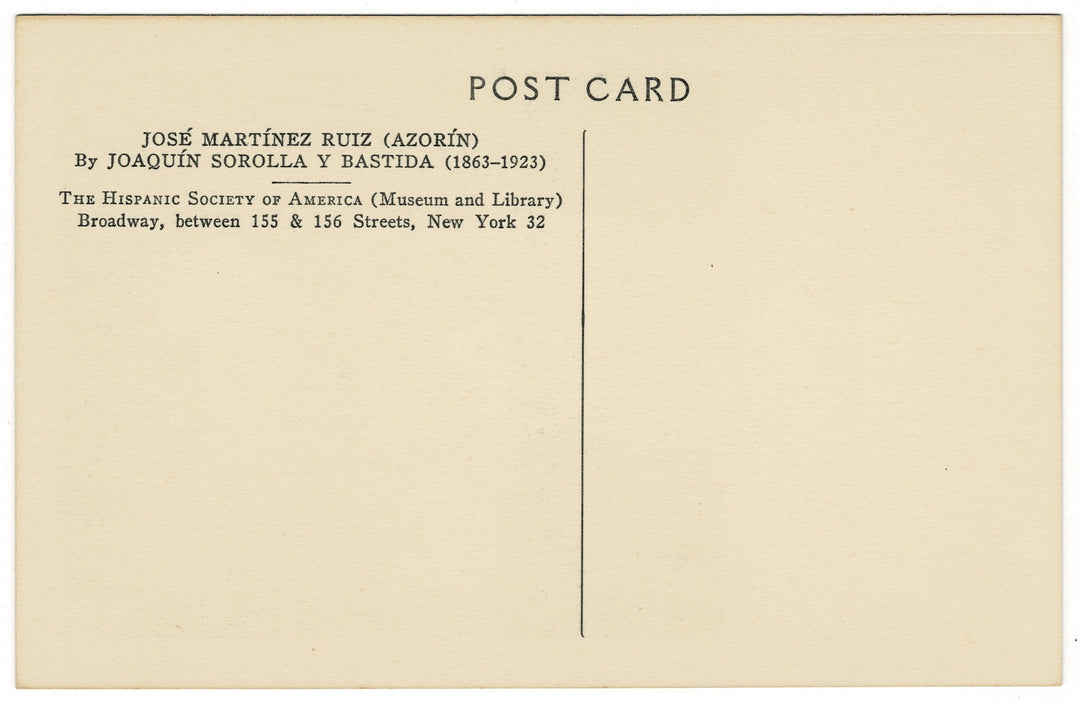 POST CARD
JOSÉ MARTÍNEZ RUIZ (AZORÍN)
By JOAQUÍN SOROLLA Y BASTIDA (1863–1923)
THE HISPANIC SOCIETY OF AMERICA (Museum and Library)
Broadway, between 155 & 156 Streets, New York 32